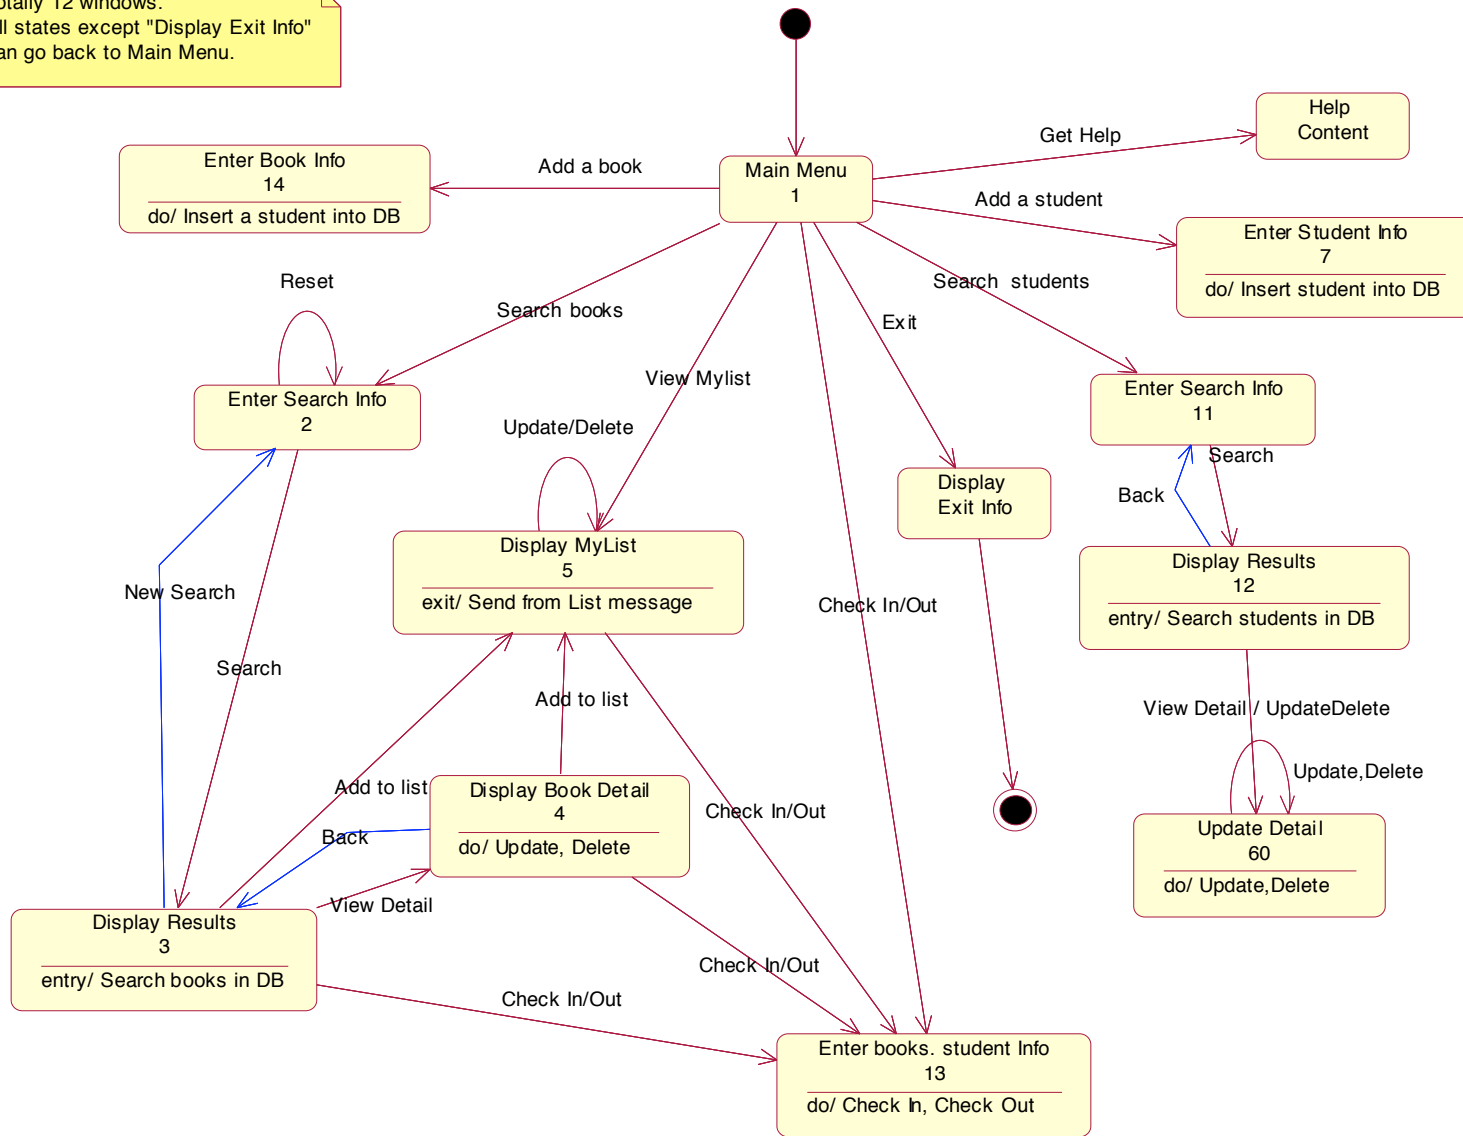 12 windows.
states except "Display Exit Info"
go back to Main Menu.
Help
Content
Get Help
Enter Book Info
14
do/ Insert a student into DB
Add a book
Main Menu
1
Add a student
Enter Student Info
7
do/ Insert student into DB
Reset
Search books
Search students
Exit
View Mylist
Enter Search Info
2
Enter Search Info
11
Update/Delete
Search
Back
Display
Exit Info
Display MyList
5
exit/ Send from List message
Display Results
12
entry/ Search students in DB
New Search
Check In/Out
Search
Add to list
View Detail / UpdateDelete
Update,Delete
Add to list
Display Book Detail
4
do/ Update, Delete
Check In/Out
Back
Update Detail
60
do/ Update,Delete
View Detail
Display Results
3
entry/ Search books in DB
Check In/Out
Check In/Out
Enter books. student Info
13
do/ Check In, Check Out